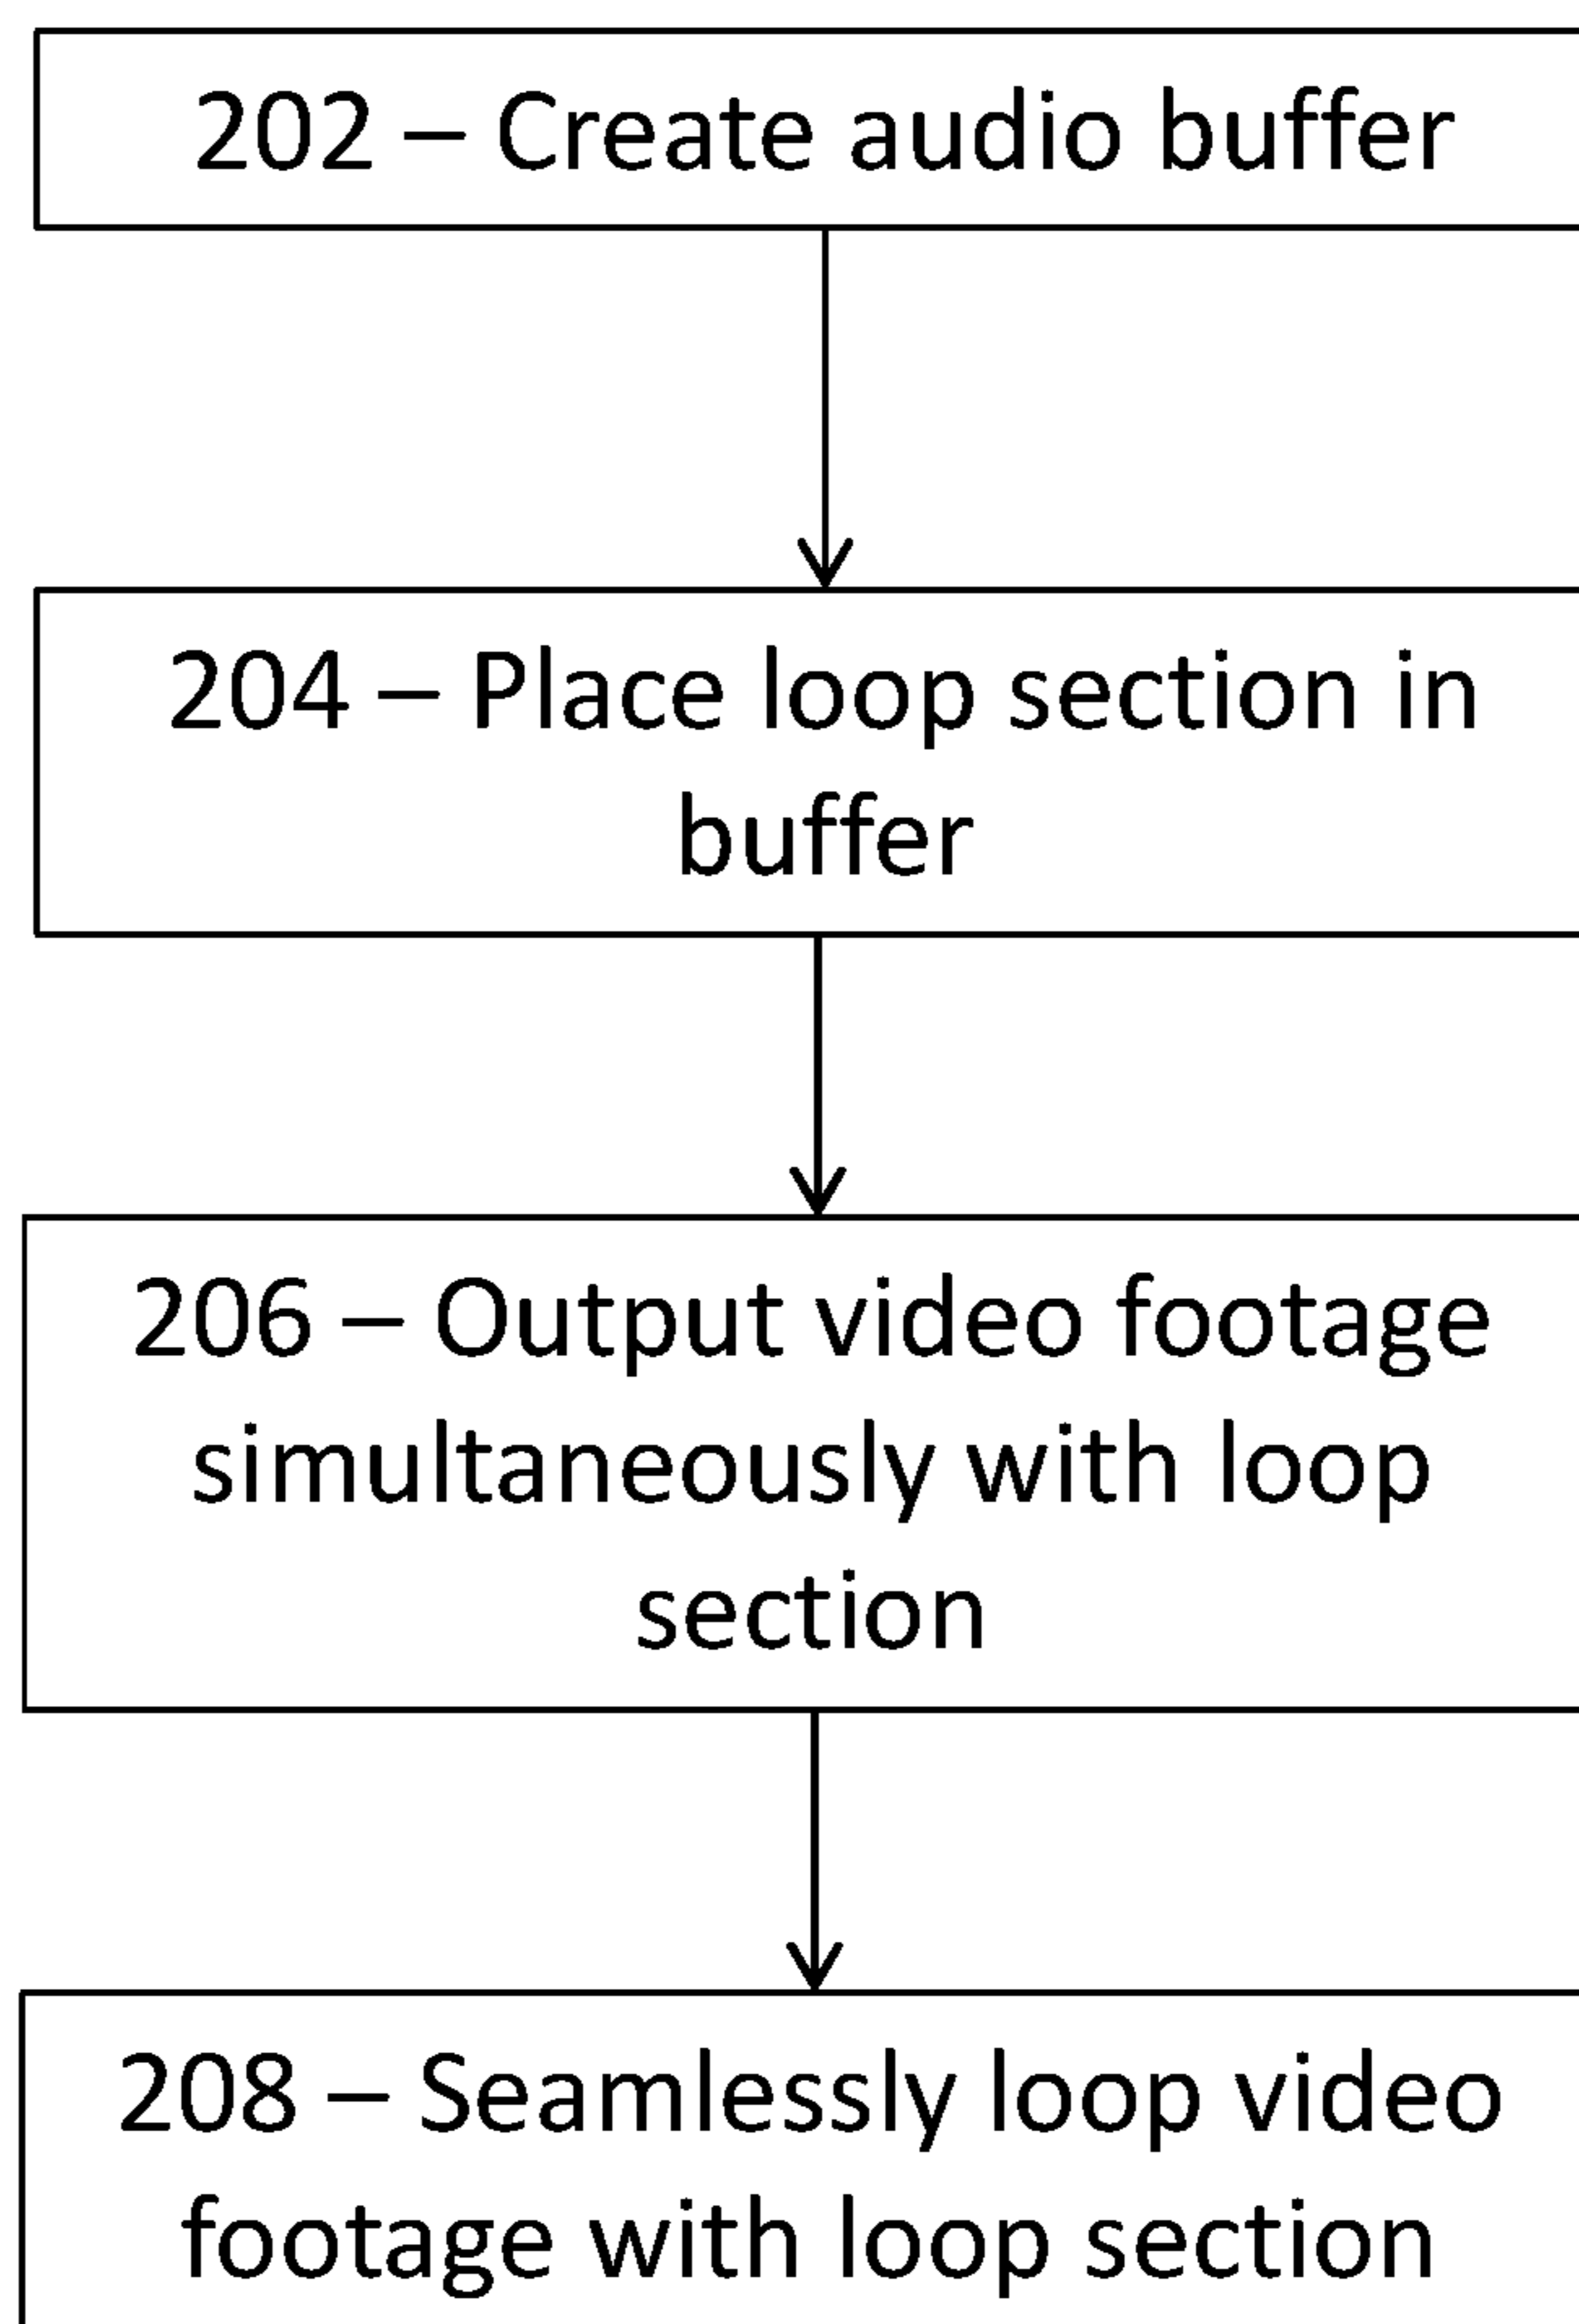 202 – Create audio buffer
204 – Place loop section in
buffer
206 – Output video footage
simultaneously with loop
section
208 – Seamlessly loop video
footage with loop section